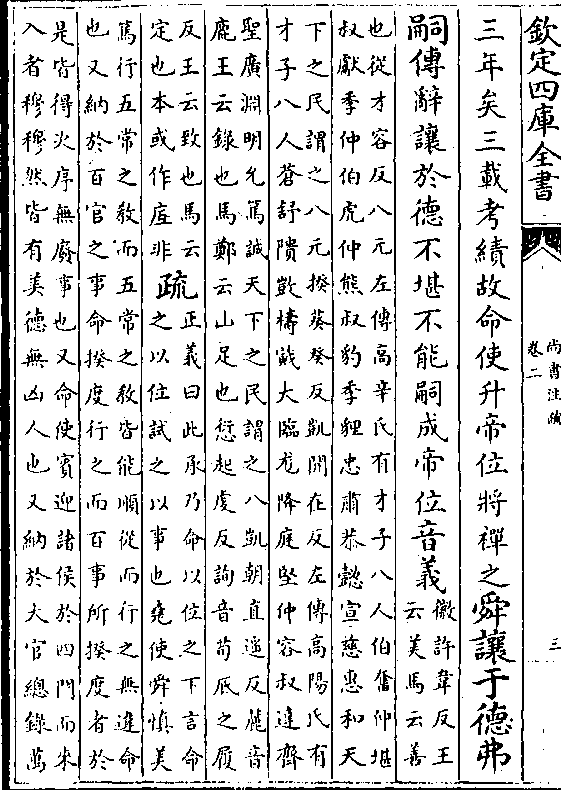 欽定四庫全書
尚書注疏
卷二
三
三年矣三載考績故命使升帝位將禪之舜讓于德弗
嗣傳辭讓於德不堪不能嗣成帝位音義
徽許韋反王
云美馬云善
也從才容反八元左傳高辛氏有才子八人伯奮仲堪
叔獻季仲伯虎仲熊叔豹季貍忠肅恭懿宣慈惠和天
下之民謂之八元揆葵癸反凱開在反左傳高陽氏有
才子八人蒼舒隤敳檮戭大臨尨降庭堅仲容叔達齊
聖廣淵明允篤誠天下之民謂之八凱朝直遥反麓音
鹿王云錄也馬鄭云山足也愆起虔反詢音荀厎之履
反王云致也馬云
定也本或作庢非
疏
正義曰此承乃命以位之下言命
之以位試之以事也堯使舜慎美
篤行五常之教而五常之教皆能順從而行之無違命
也又納於百官之事命揆度行之而百事所揆度者於
是皆得次序無廢事也又命使賓迎諸侯於四門而來
入者穆穆然皆有美德無凶人也又納於大官總錄萬